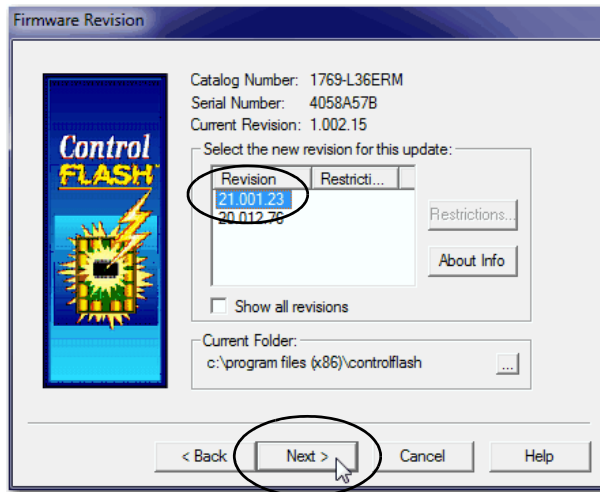 Firmware Revision
Control
FLASH
Catalog Number: 1769-L36ERM
Serial Number: 4058A57B
Current Revision: 1.002.15
Select the new revision for this update:
Revision Restricti...
21.001.23
20.012.76
Restrictions...
About Info
Show all revisions
Current Folder:
c:\program files (x86)\controlflash
...
< Back Next > Cancel Help